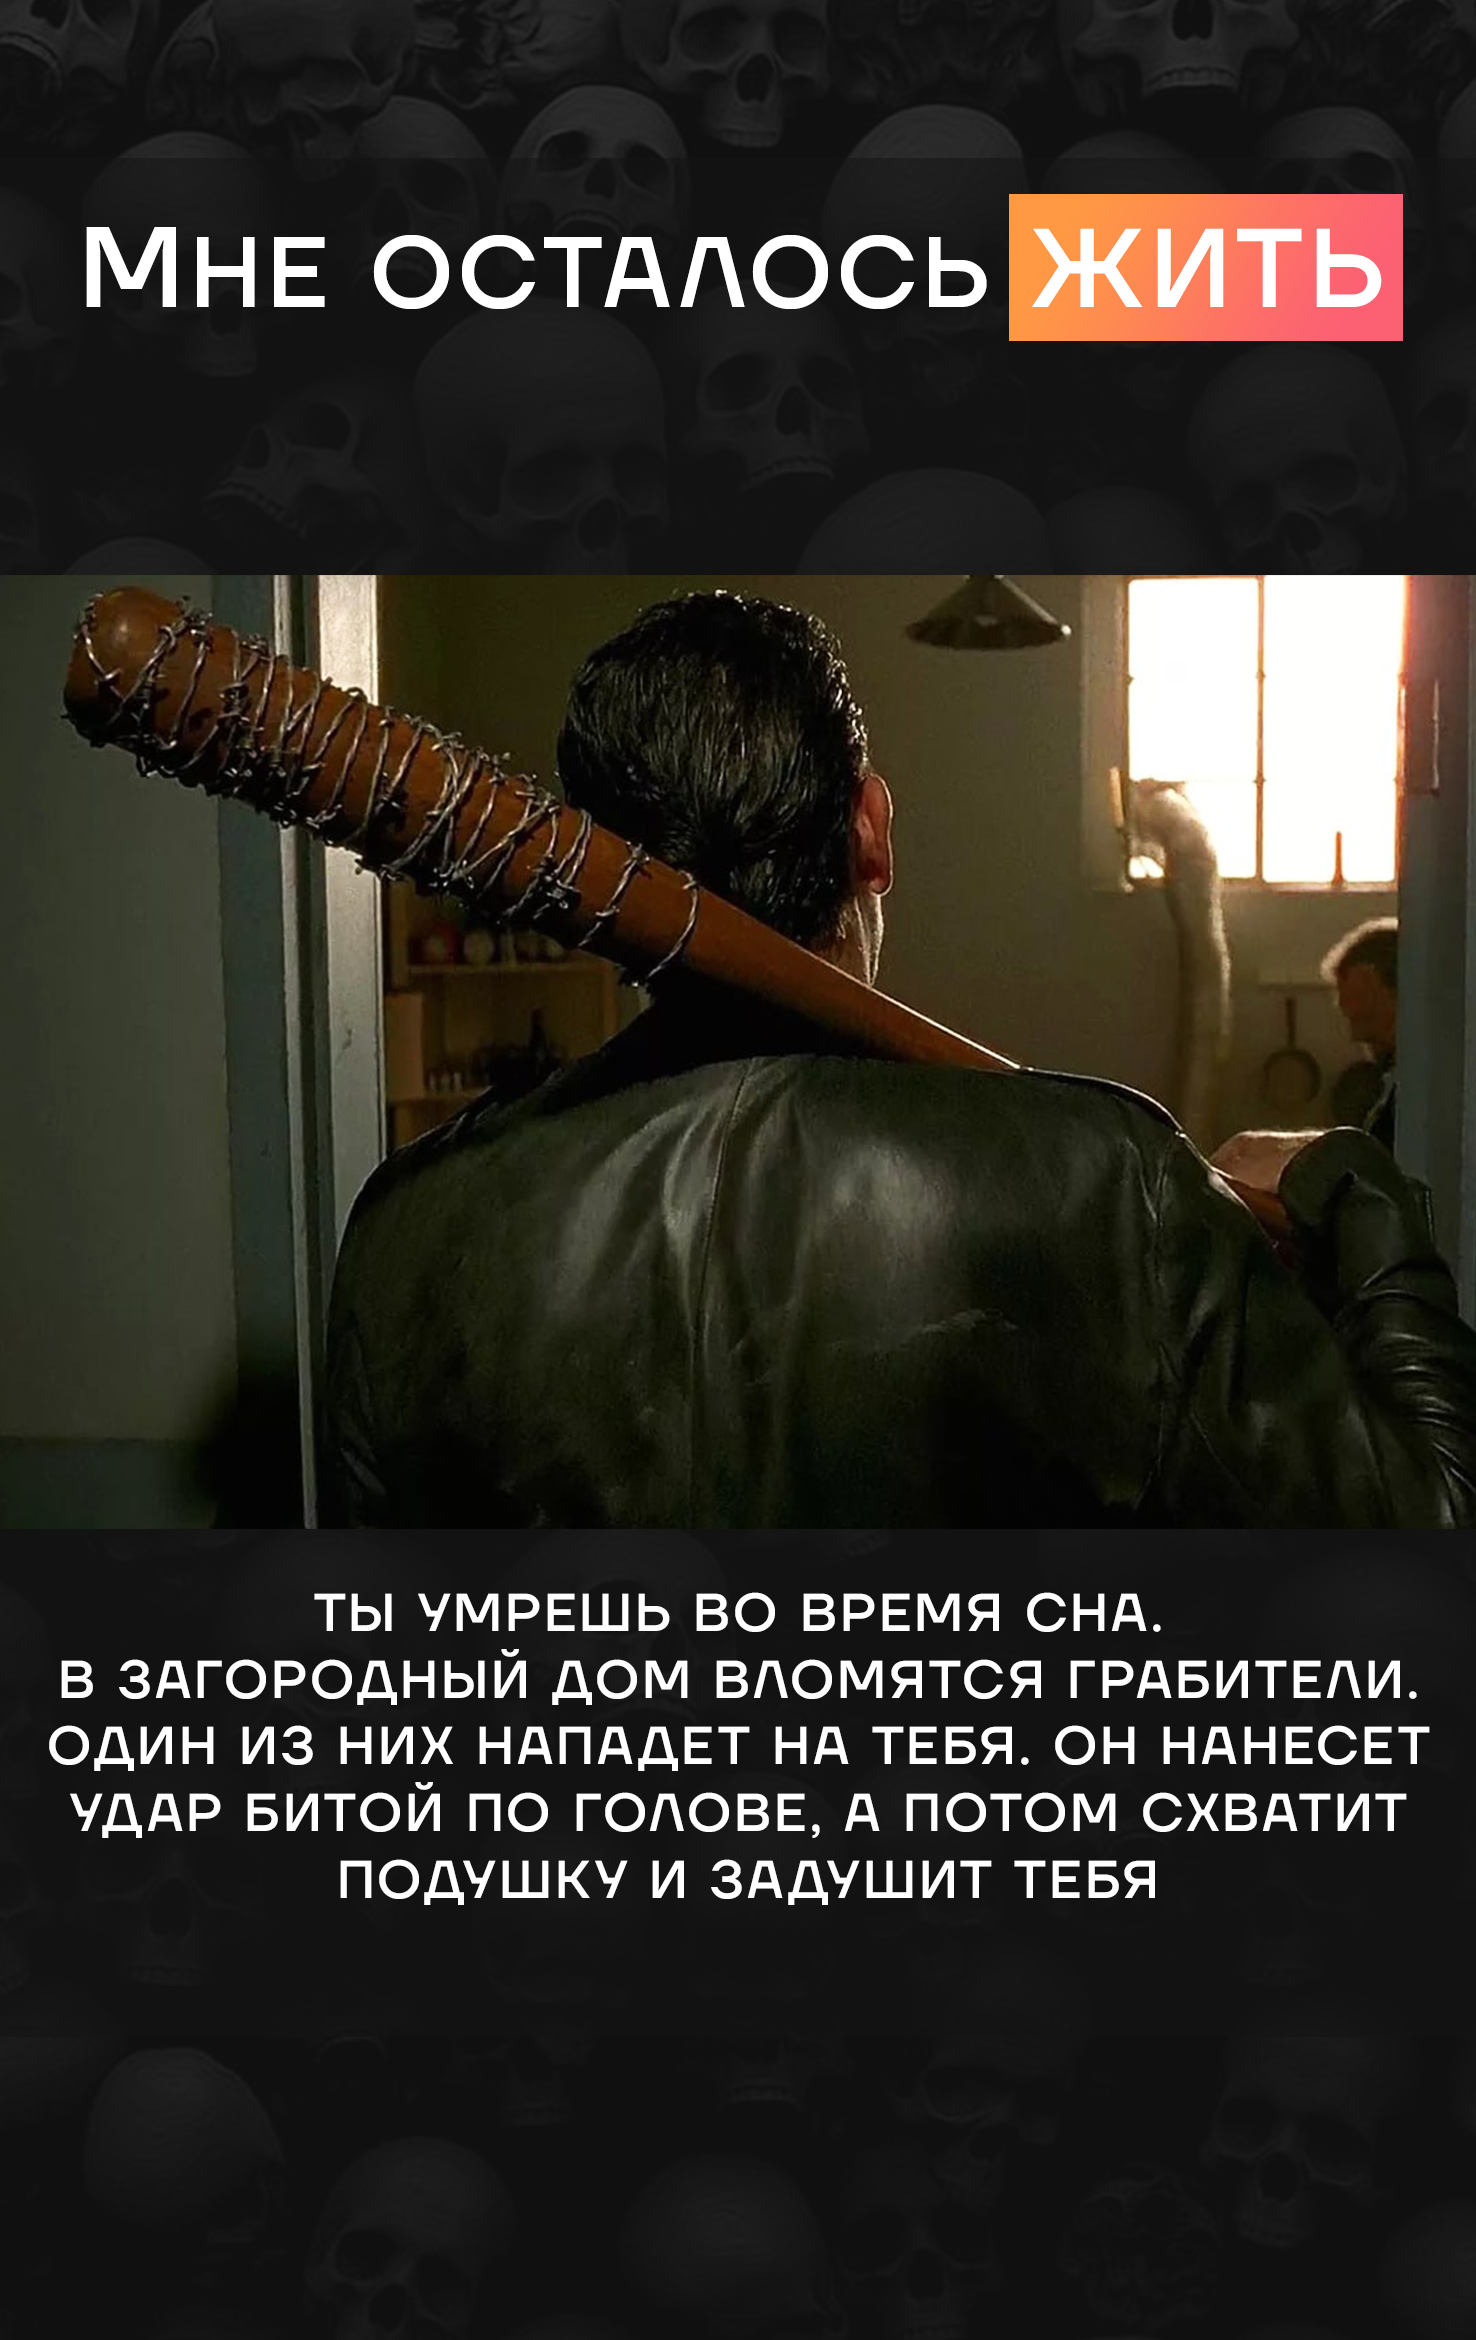 Мне осталось жить
ты умрешь во время сна.
в загородный дом вломятся грабители.
один из них нападет на тебя. он нанесет
удар битой по голове, а потом схватит
подушку и задушит тебя